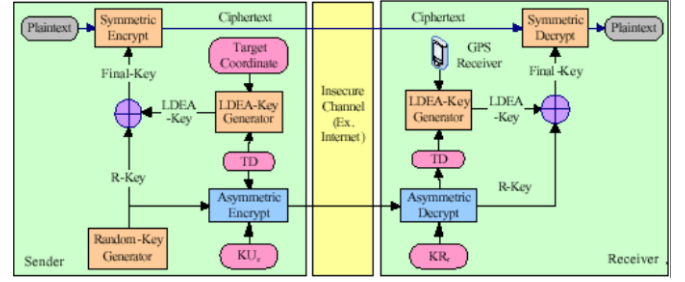 Plaintext
Symmetric
Encrypt
Ciphertext
Target
Coordinate
Final-Key
LDEA
-Key
LDEA-Key
Generator
TD
R-Key
Asymmetric
Encrypt
Random-Key
Generator
KUr
Sender
Insecure
Channel
(Ex.
Internet)
Ciphertext
Symmetric
Decrypt
Plaintext
GPS
Receiver
Final-Key
LDEA-Key
Generator
LDEA
-Key
TD
R-Key
Asymmetric
Decrypt
KRr
Receiver